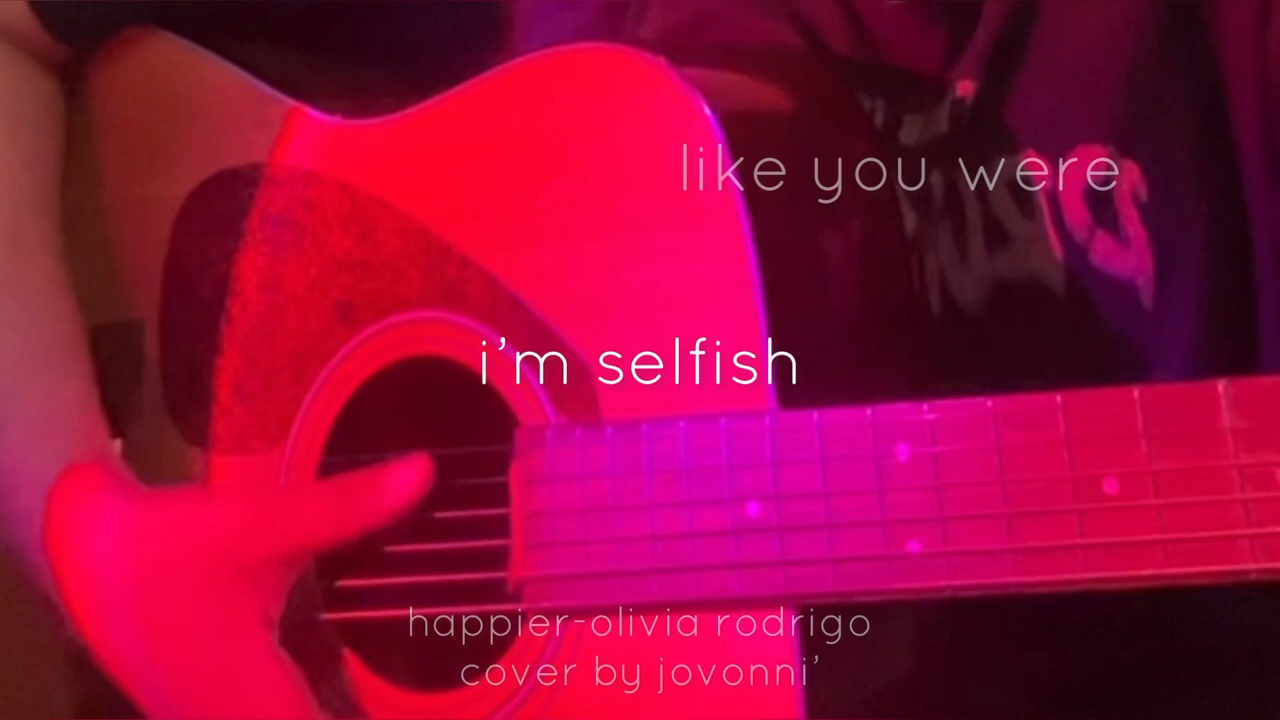 like you were
i'm selfish
happier-olivia rodrigo
cover by jovonni'